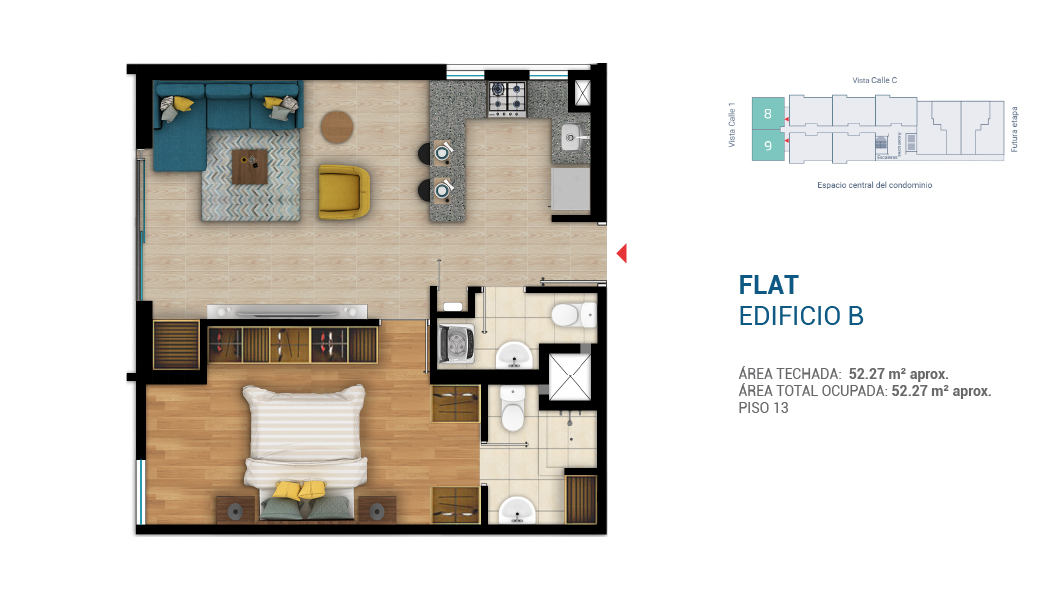 Vista Calle C
Vista Calle 1
8
9
Futura etapa
Espacio central del condominio
FLAT
EDIFICIO B
ÁREA TECHADA: 52.27 m² aprox.
ÁREA TOTAL OCUPADA: 52.27 m² aprox.
PISO 13